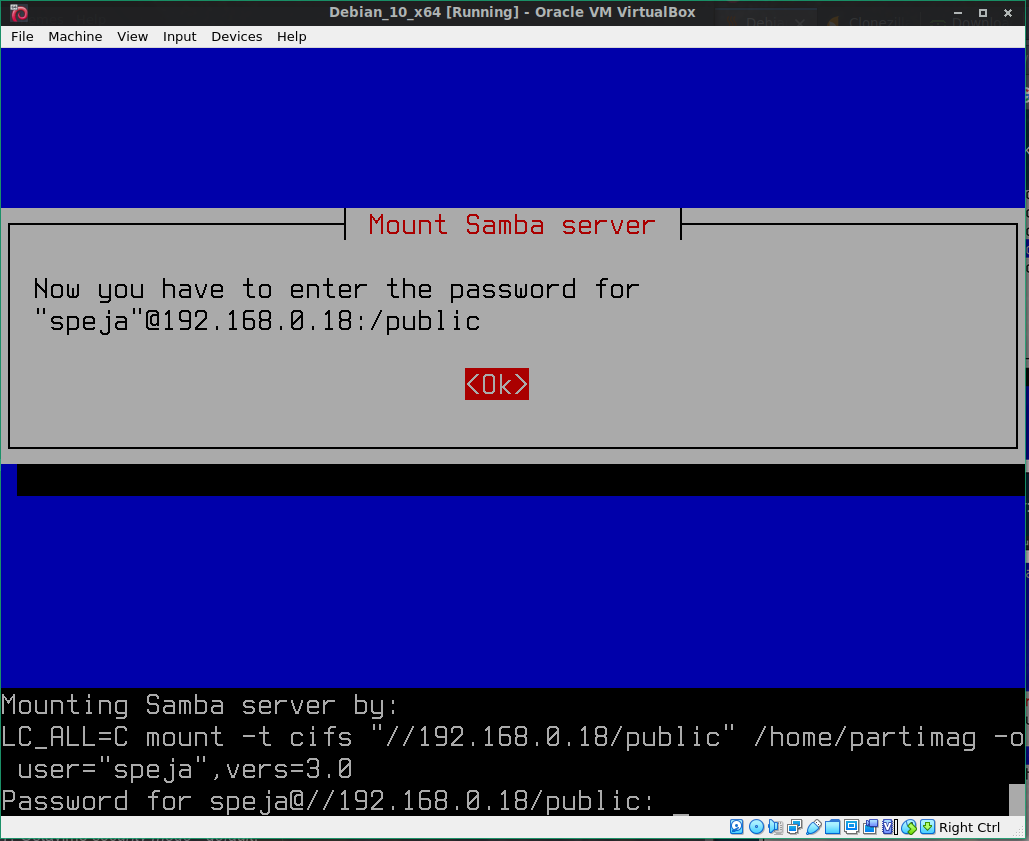 Debian_10_x64 [Running] - Oracle VM VirtualBox
File Machine View Input Devices Help
Mount Samba server
Now you have to enter the password for
"speja"@192.168.0.18:/public
<Ok>
Mounting Samba server by:
LC_ALL=C mount -t cifs "//192.168.0.18/public" /home/partimag -o
user="speja",vers=3.0
Password for speja@//192.168.0.18/public: _
Right Ctrl